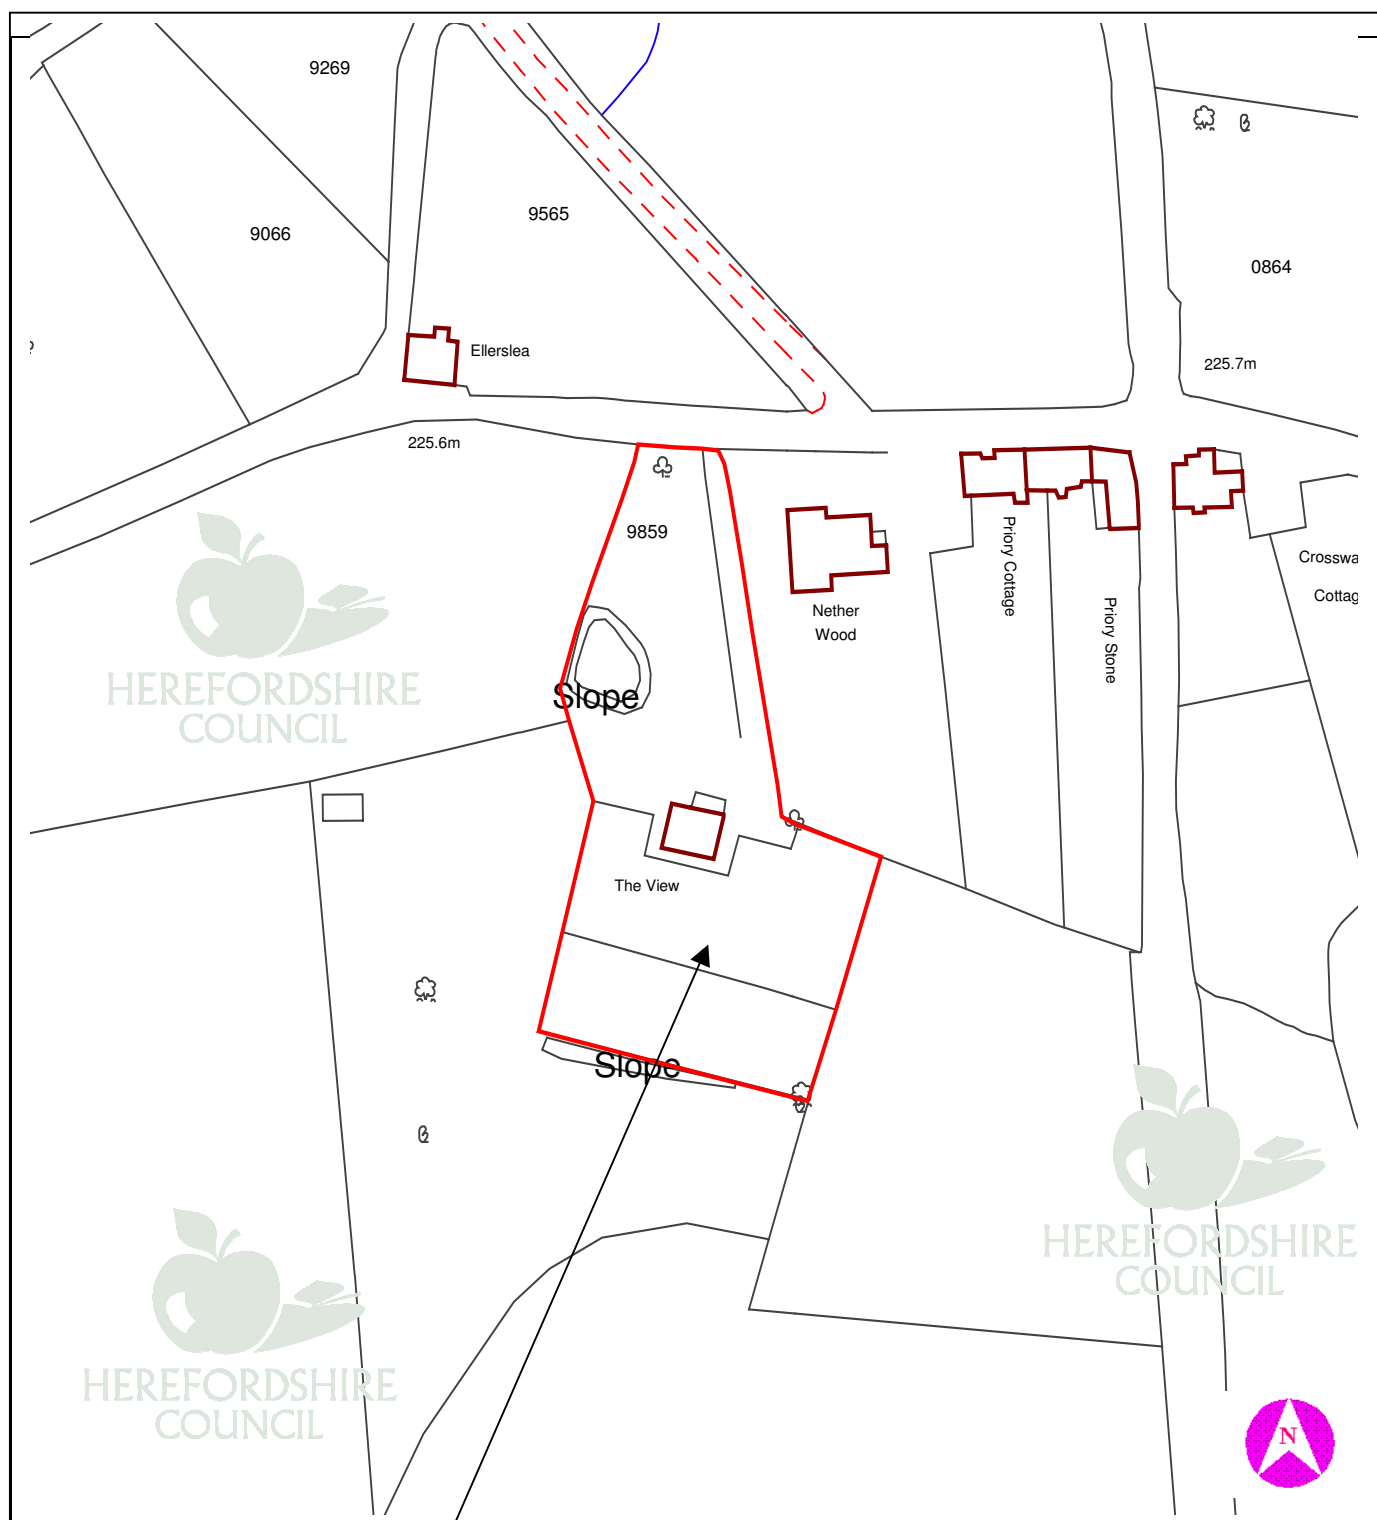 9269
9066
9565
0864
Ellerslea
225.7m
225.6m
9859
Priory Cottage
Nether
Wood
Priory Stone
Crosswa
Cottag
HEREFORDSHIRE
COUNCIL
Slope
The View
Slope
HEREFORDSHIRE
COUNCIL
HEREFORDSHIRE
COUNCIL
N